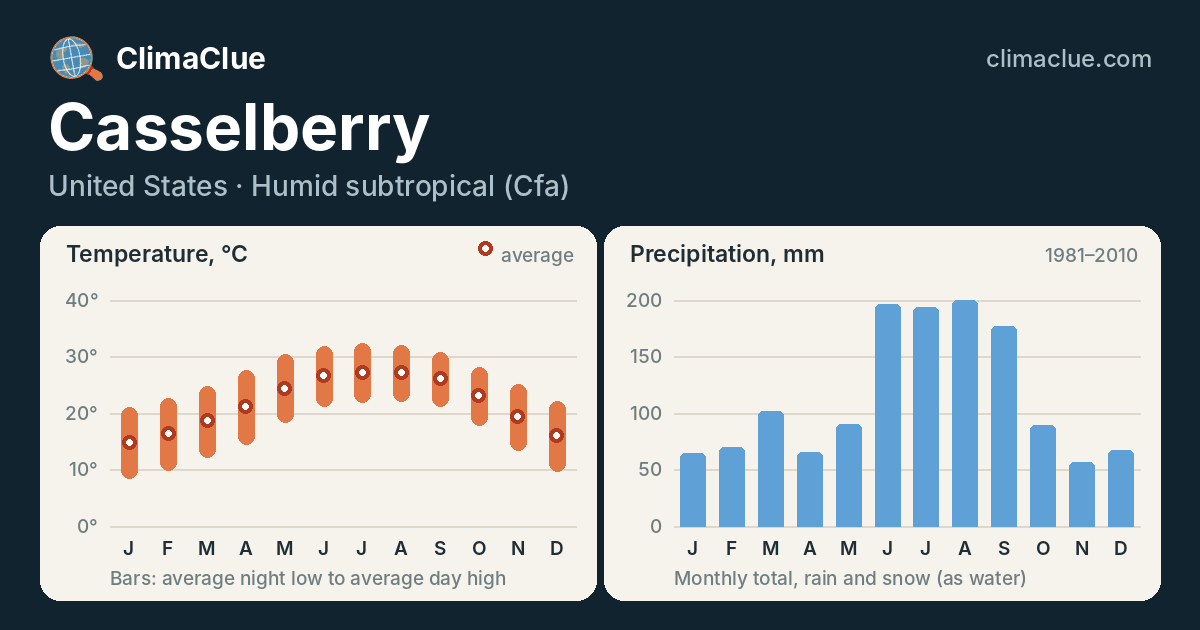 ClimaClue
climaclue.com
Casselberry
United States · Humid subtropical (Cfa)
Temperature, °C
average
40°
30°
20°
10°
0°
J F M A M J J A S O N D
Bars: average night low to average day high
Precipitation, mm
1981–2010
200
150
100
50
0
J F M A M J J A S O N D
Monthly total, rain and snow (as water)